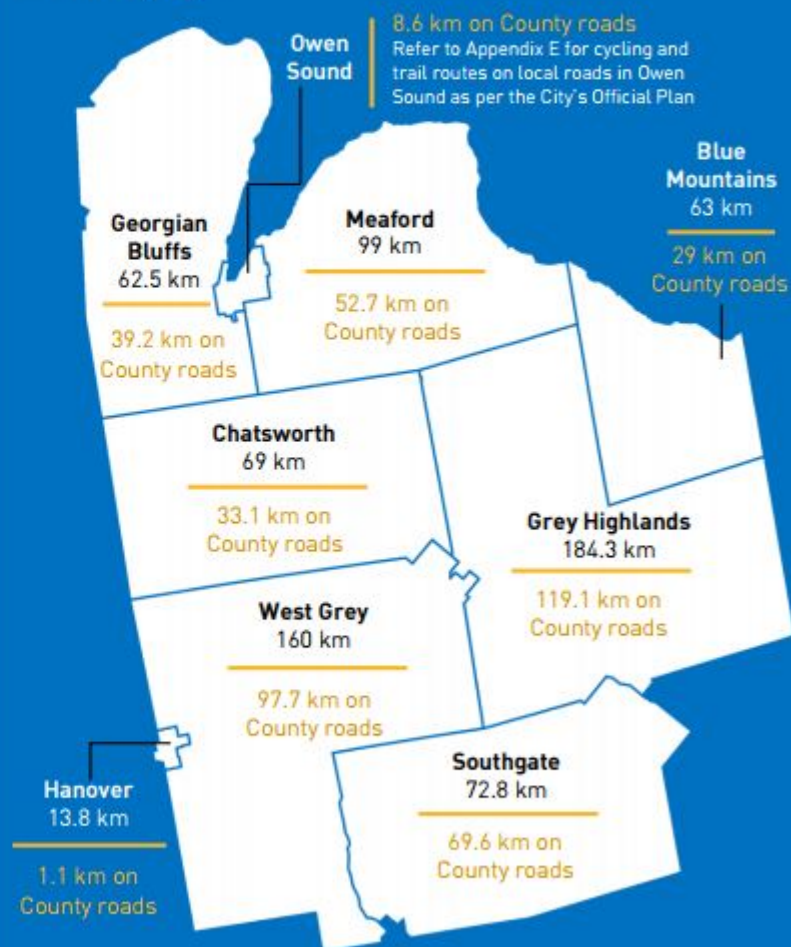 Owen
Sound
8.6 km on County roads
Refer to Appendix E for cycling and
trail routes on local roads in Owen
Sound as per the City's Official Plan
Blue
Mountains
63 km
29 km on
County roads
Georgian
Bluffs
62.5 km
39.2 km on
County roads
Meaford
99 km
52.7 km on
County roads
Chatsworth
69 km
33.1 km on
County roads
Grey Highlands
184.3 km
119.1 km on
County roads
West Grey
160 km
97.7 km on
County roads
Hanover
13.8 km
1.1 km on
County roads
Southgate
72.8 km
69.6 km on
County roads